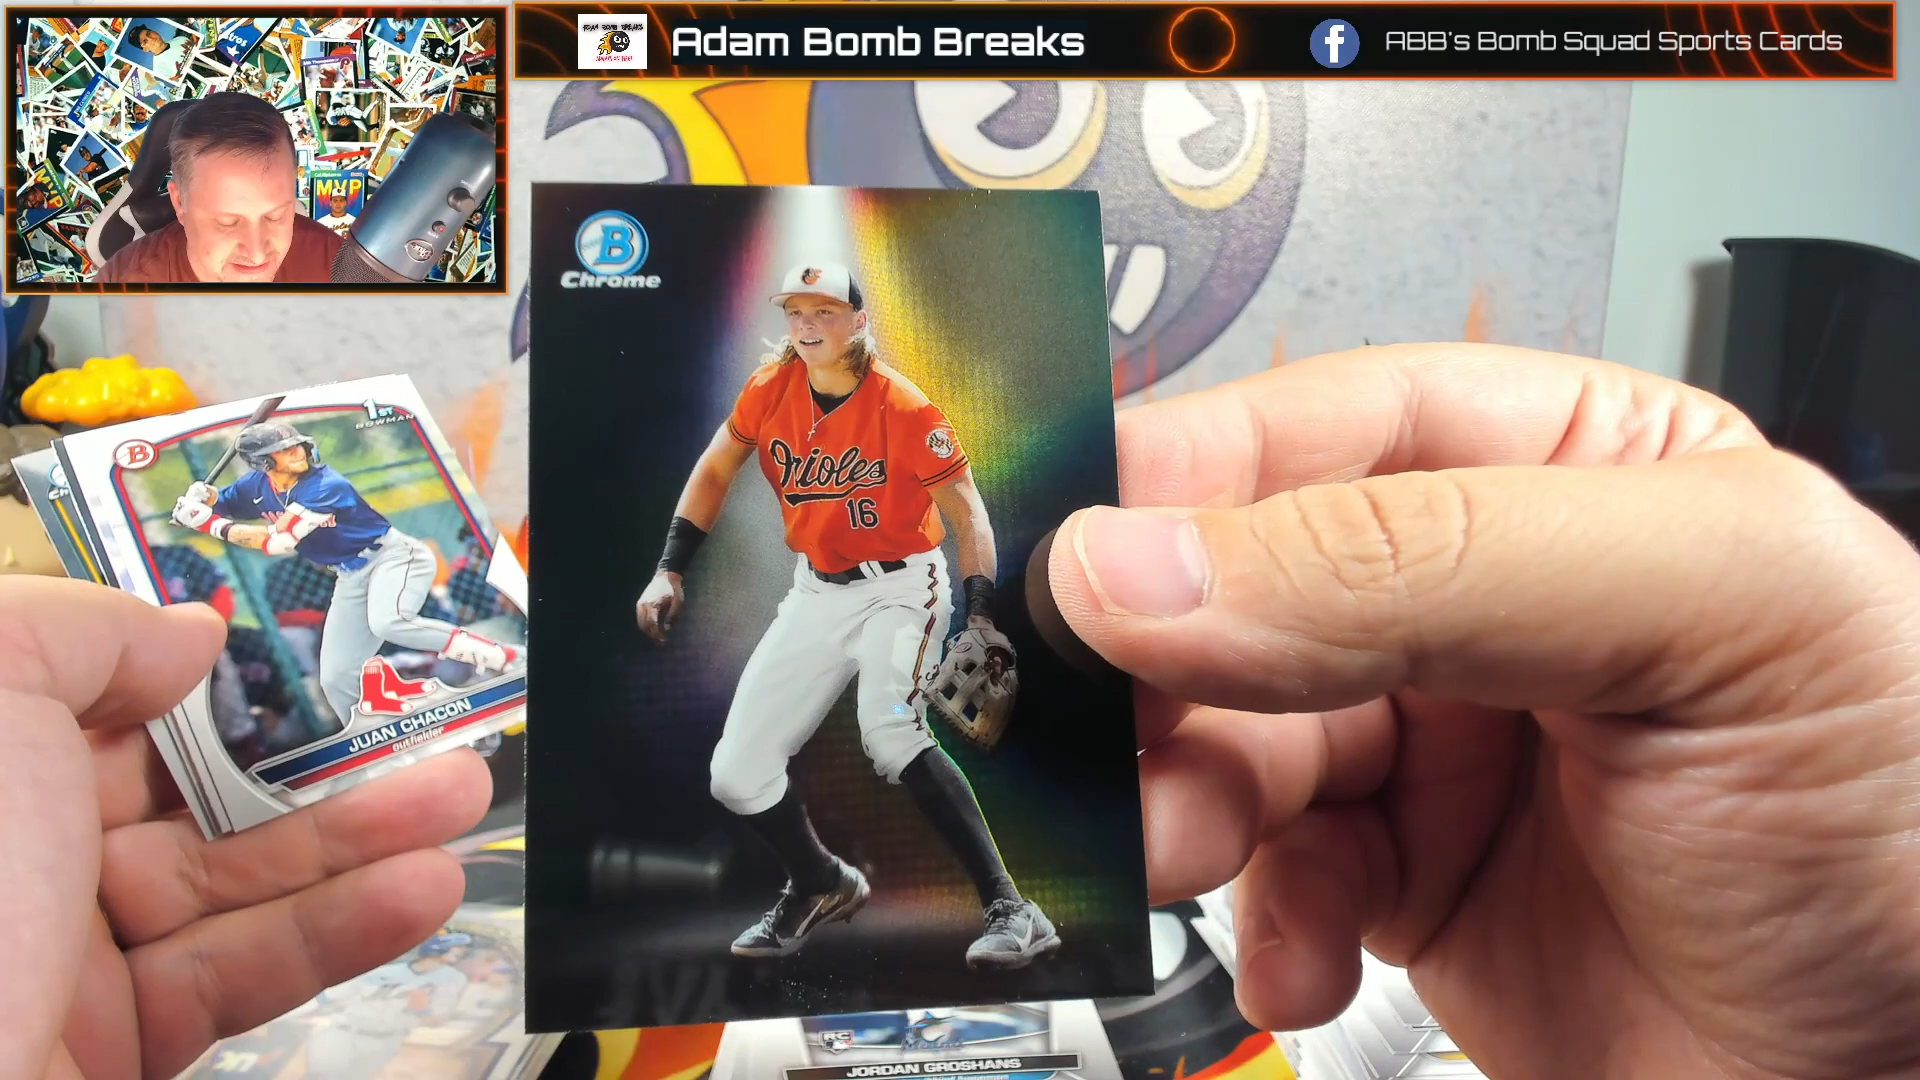 Adam Bomb Breaks
ABB's Bomb Squad Sports Cards
MVP
B
Chrome
Orioles
16
1ST
BOWMAN
B
JUAN CHACON
outfielder
RC
JORDAN GROSHANS